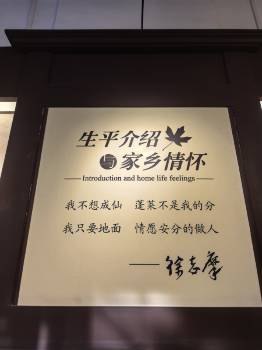 生平介绍
与家乡情怀
Introduction and home life feelings
我不想成仙 蓬莱不是我的分
我只要地面 情愿安分的做人
——徐志摩